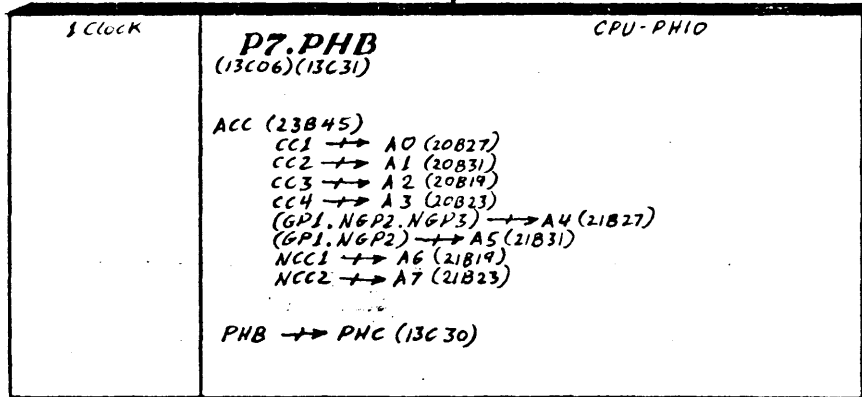 1 Clock
CPU-PH10
P7.PHB
(13C06)(13C31)
ACC (23B45)
CC1 ⇸ A0 (20B27)
CC2 ⇸ A1 (20B31)
CC3 ⇸ A2 (20B19)
CC4 ⇸ A3 (20B23)
(GP1.NGP2.NGP3) ⇸ A4 (21B27)
(GP1.NGP2) ⇸ A5 (21B31)
NCC1 ⇸ A6 (21B19)
NCC2 ⇸ A7 (21B23)
PHB ⇸ PHC (13C30)